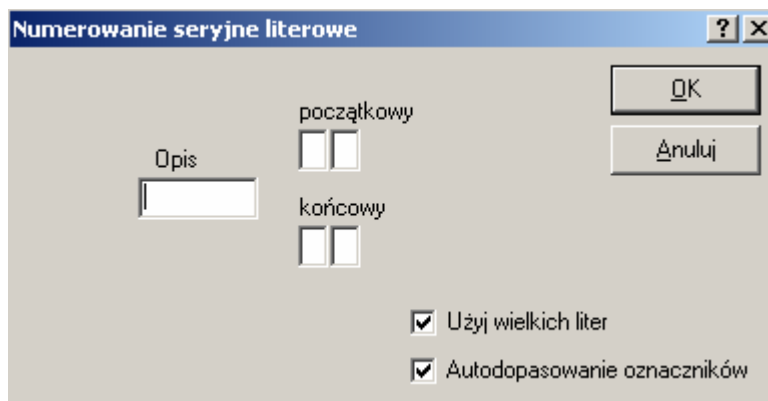 Numerowanie seryjne literowe
OK
początkowy
Anuluj
Opis
końcowy
Użyj wielkich liter
Autodopasowanie oznaczników